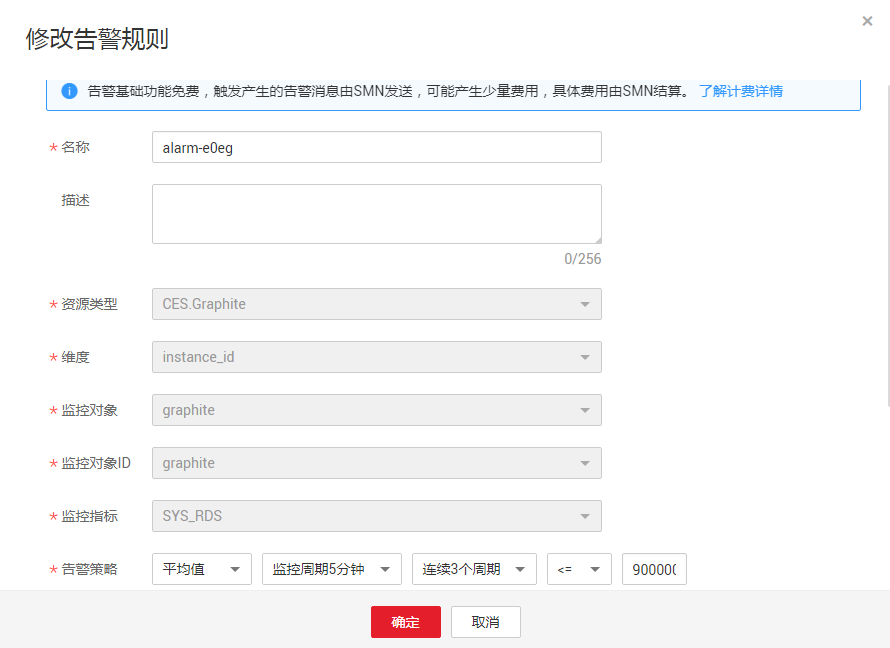 修改告警规则
告警基础功能免费，触发产生的告警消息由SMN发送，可能产生少量费用，具体费用由SMN结算。 了解计费详情
* 名称 alarm-e0eg
描述
0/256
* 资源类型 CES.Graphite
* 维度 instance_id
* 监控对象 graphite
* 监控对象ID graphite
* 监控指标 SYS_RDS
* 告警策略 平均值 监控周期5分钟 连续3个周期 <= 900000
确定 取消